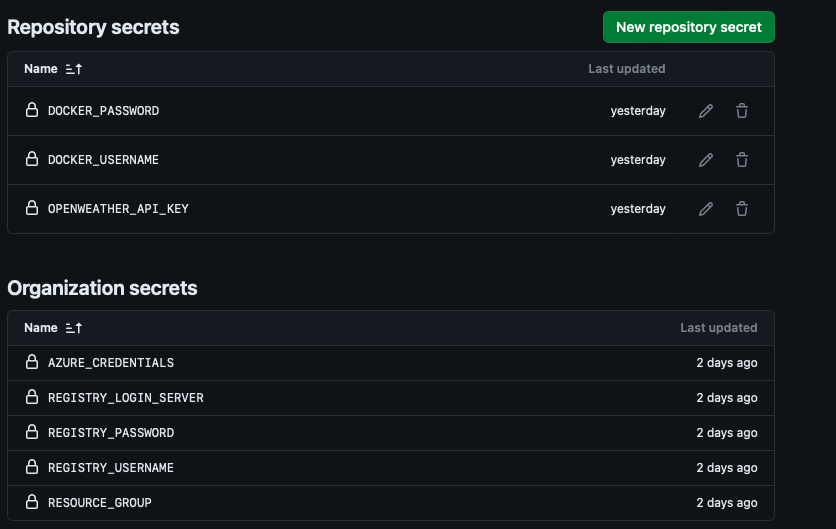 Repository secrets
New repository secret
Name
Last updated
DOCKER_PASSWORD yesterday
DOCKER_USERNAME yesterday
OPENWEATHER_API_KEY yesterday
Organization secrets
Name
Last updated
AZURE_CREDENTIALS 2 days ago
REGISTRY_LOGIN_SERVER 2 days ago
REGISTRY_PASSWORD 2 days ago
REGISTRY_USERNAME 2 days ago
RESOURCE_GROUP 2 days ago